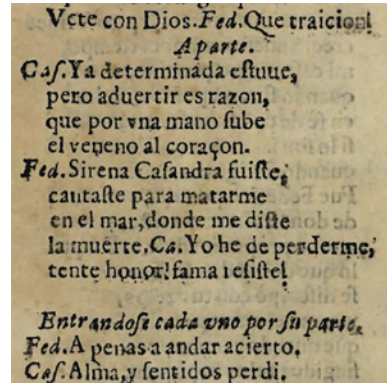 Vete con Dios. Fed. Que traicion!
Aparte.
Caſ. Ya determinada eſtuue,
pero aduertir es razon,
que por vna mano ſube
el veneno al coraçon.
Fed. Sirena Caſandra fuiſte,
cantaſte para matarme
en el mar, donde me diſte
la muerte, Ca. Yo he de perderme,
tente honor! fama reſiſte!
Entrandoſe cada vno por ſu parte.
Fed. A penas a andar acierto.
Caſ. Alma, y ſentidos perdi.